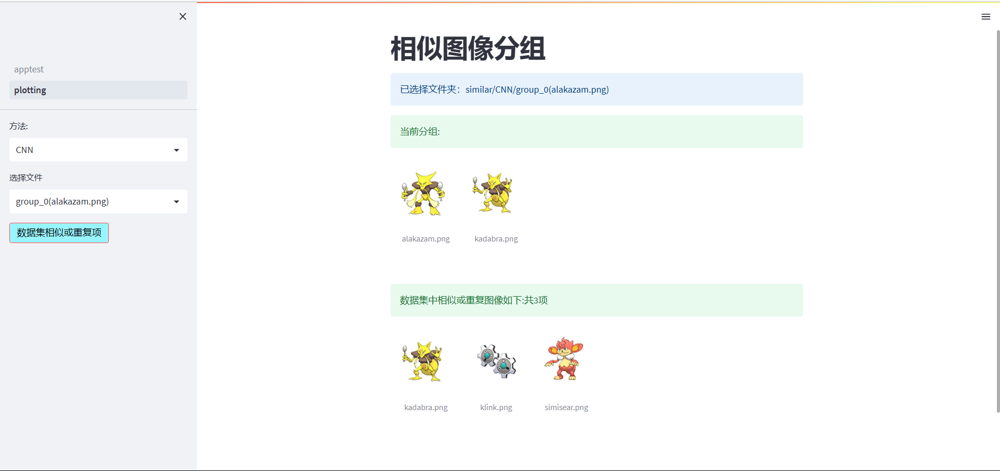 apptest
plotting
方法:
CNN
选择文件
group_0(alakazam.png)
数据集相似或重复项
相似图像分组
已选择文件夹：similar/CNN/group_0(alakazam.png)
当前分组:
alakazam.png
kadabra.png
数据集中相似或重复图像如下:共3项
kadabra.png
klink.png
simisear.png